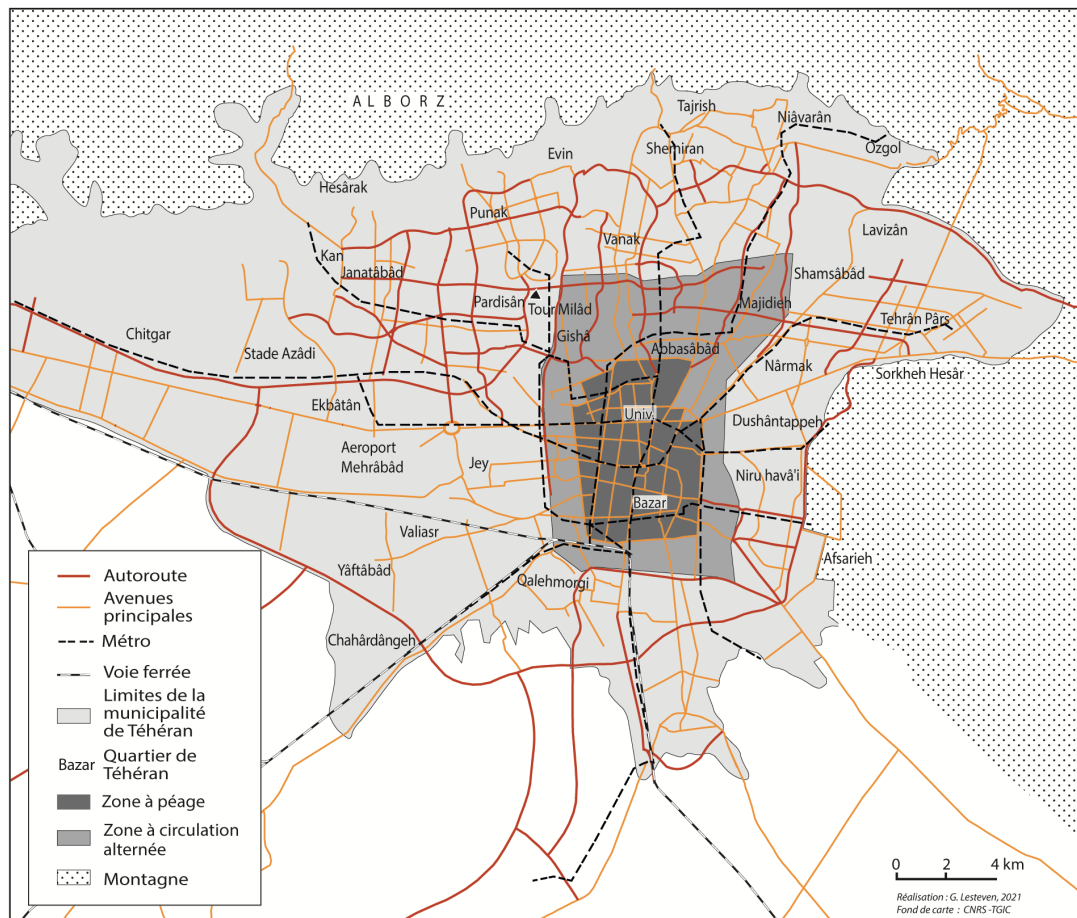 ALBORZ
Tajrish
Niâvarân
Shemiran
Ozgol
Evin
Hesârak
Punak
Lavizân
Vanak
Kan
Janatâbâd
Shamsâbâd
Pardisân
Tour Milâd
Majidieh
Tehrân Pârs
Chitgar
Gishâ
Abbasâbâd
Stade Azâdi
Nârmak
Sorkheh Hesâr
Ekbâtân
Univ.
Dushântappeh
Aeroport
Mehrâbâd
Jey
Niru havâ'i
Bazar
Valiasr
Afsarieh
Yâftâbâd
Qalehmorgi
Chahârdângeh
Autoroute
Avenues
principales
Métro
Voie ferrée
Limites de la
municipalité
de Téhéran
Bazar
Quartier de
Téhéran
Zone à péage
Zone à circulation
alternée
Montagne
0 2 4 km
Réalisation : G. Lesteven, 2021
Fond de carte : CNRS -TGIC